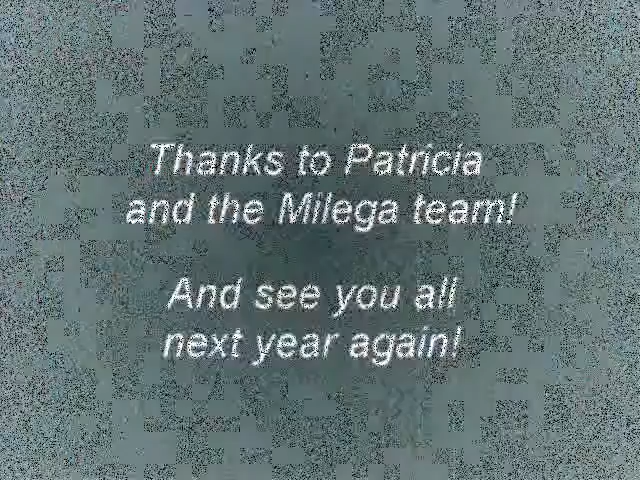 Thanks to Patricia
and the Milega team!
And see you all
next year again!